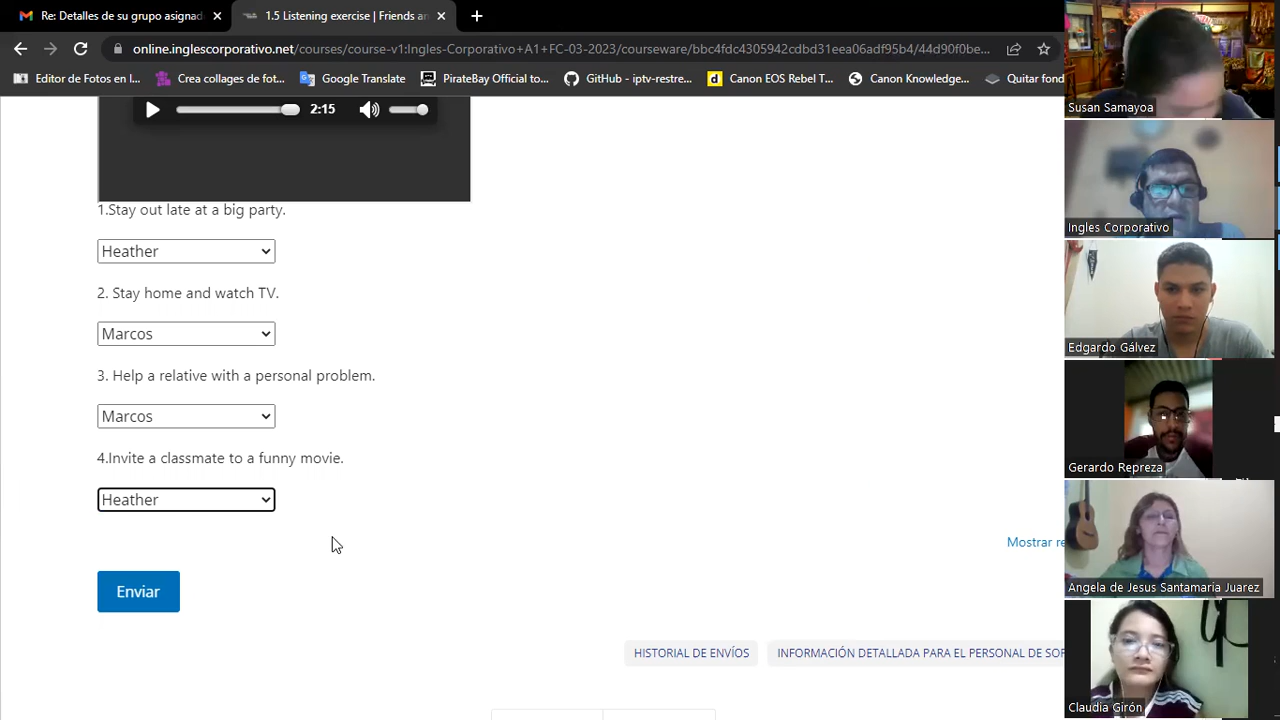 Re: Detalles de su grupo asignad
1.5 Listening exercise | Friends an
online.inglescorporativo.net/courses/course-v1:Ingles-Corporativo+A1+FC-03-2023/courseware/bbc4fdc4305942cdbd31eea06adf95b4/44d90f0be...
Editor de Fotos en l...
Crea collages de fot...
Google Translate
PirateBay Official to...
GitHub - iptv-restre...
Canon EOS Rebel T...
Canon Knowledge...
Quitar fond
2:15
1.Stay out late at a big party.
Heather
2. Stay home and watch TV.
Marcos
3. Help a relative with a personal problem.
Marcos
4.Invite a classmate to a funny movie.
Heather
Mostrar re
Enviar
HISTORIAL DE ENVÍOS
INFORMACIÓN DETALLADA PARA EL PERSONAL DE SOP
Susan Samayoa
Ingles Corporativo
Edgardo Gálvez
Gerardo Repreza
Angela de Jesus Santamaria Juarez
Claudia Girón